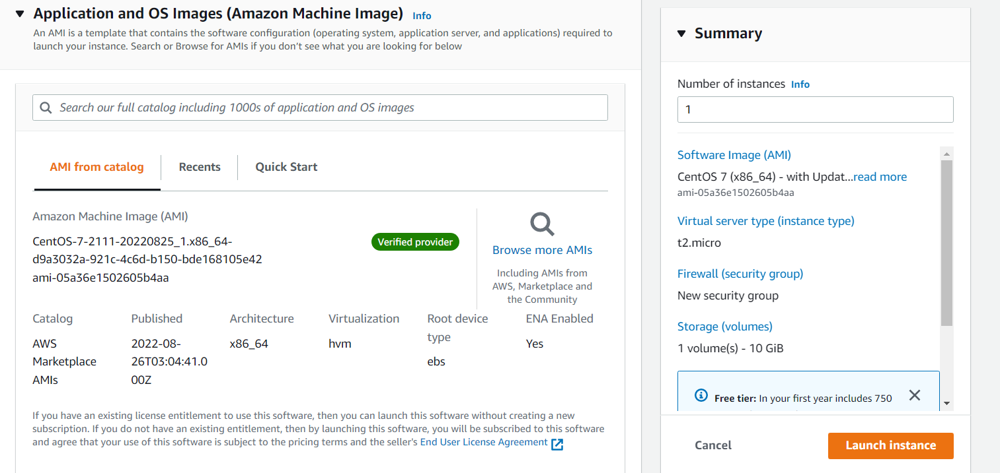 Application and OS Images (Amazon Machine Image) Info
An AMI is a template that contains the software configuration (operating system, application server, and applications) required to
launch your instance. Search or Browse for AMIs if you don’t see what you are looking for below
Search our full catalog including 1000s of application and OS images
AMI from catalog
Recents
Quick Start
Amazon Machine Image (AMI)
CentOS-7-2111-20220825_1.x86_64-
d9a3032a-921c-4c6d-b150-bde168105e42
ami-05a36e1502605b4aa
Verified provider
Browse more AMIs
Including AMIs from
AWS, Marketplace and
the Community
Catalog
AWS
Marketplace
AMIs
Published
2022-08-
26T03:04:41.0
00Z
Architecture
x86_64
Virtualization
hvm
Root device
type
ebs
ENA Enabled
Yes
If you have an existing license entitlement to use this software, then you can launch this software without creating a new
subscription. If you do not have an existing entitlement, then by launching this software, you will be subscribed to this software
and agree that your use of this software is subject to the pricing terms and the seller's End User License Agreement
Summary
Number of instances Info
1
Software Image (AMI)
CentOS 7 (x86_64) - with Updat...read more
ami-05a36e1502605b4aa
Virtual server type (instance type)
t2.micro
Firewall (security group)
New security group
Storage (volumes)
1 volume(s) - 10 GiB
Free tier: In your first year includes 750
Cancel
Launch instance